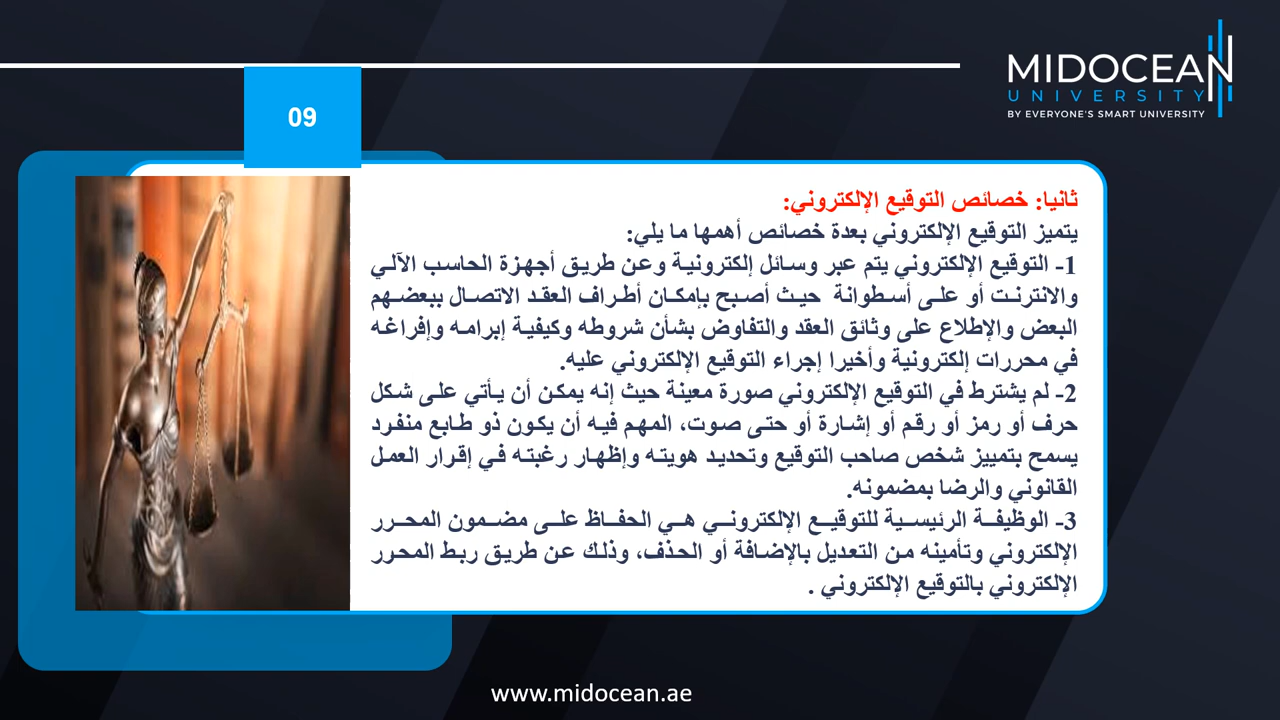 MIDOCEAN
UNIVERSITY
BY EVERYONE'S SMART UNIVERSITY
09
ثانيا: خصائص التوقيع الإلكتروني:
يتميز التوقيع الإلكتروني بعدة خصائص أهمها ما يلي:
1- التوقيع الإلكتروني يتم عبر وسائل إلكترونية وعن طريق أجهزة الحاسب الآلي
والانترنت أو على أسطوانة حيث أصبح بإمكان أطراف العقد الاتصال ببعضهم
البعض والإطلاع على وثائق العقد والتفاوض بشأن شروطه وكيفية إبرامه وإفراغه
في محررات إلكترونية وأخيرا إجراء التوقيع الإلكتروني عليه.
2- لم يشترط في التوقيع الإلكتروني صورة معينة حيث إنه يمكن أن يأتي على شكل
حرف أو رمز أو رقم أو إشارة أو حتى صوت، المهم فيه أن يكون ذو طابع منفرد
يسمح بتمييز شخص صاحب التوقيع وتحديد هويته وإظهار رغبته في إقرار العمل
القانوني والرضا بمضمونه.
3- الوظيفة الرئيسية للتوقيع الإلكتروني هي الحفاظ على مضمون المحرر
الإلكتروني وتأمينه من التعديل بالإضافة أو الحذف، وذلك عن طريق ربط المحرر
الإلكتروني بالتوقيع الإلكتروني .
www.midocean.ae